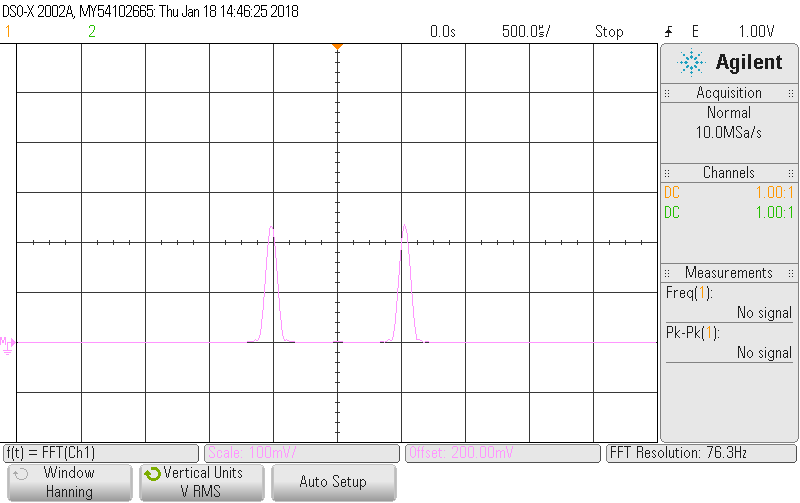 DSO-X 2002A, MY54102665: Thu Jan 18 14:46:25 2018
1 2 0.0s 500.0s/ Stop E 1.00V
Agilent
Acquisition
Normal
10.0MSa/s
Channels
DC 1.00:1
DC 1.00:1
Measurements
Freq(1):
No signal
Pk-Pk(1):
No signal
M
f(t) = FFT(Ch1) Scale: 100mV/ Offset: 200.00mV FFT Resolution: 76.3Hz
Window
Hanning
Vertical Units
V RMS
Auto Setup